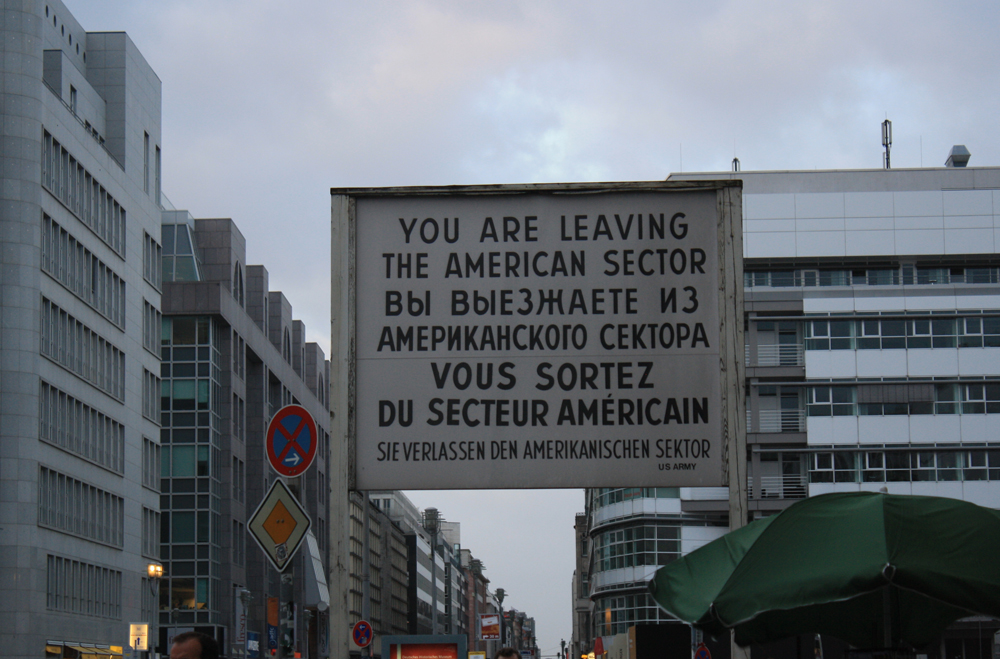 YOU ARE LEAVING
THE AMERICAN SECTOR
ВЫ ВЫЕЗЖАЕТЕ ИЗ
АМЕРИКАНСКОГО СЕКТОРА
VOUS SORTEZ
DU SECTEUR AMÉRICAIN
SIE VERLASSEN DEN AMERIKANISCHEN SEKTOR
US ARMY